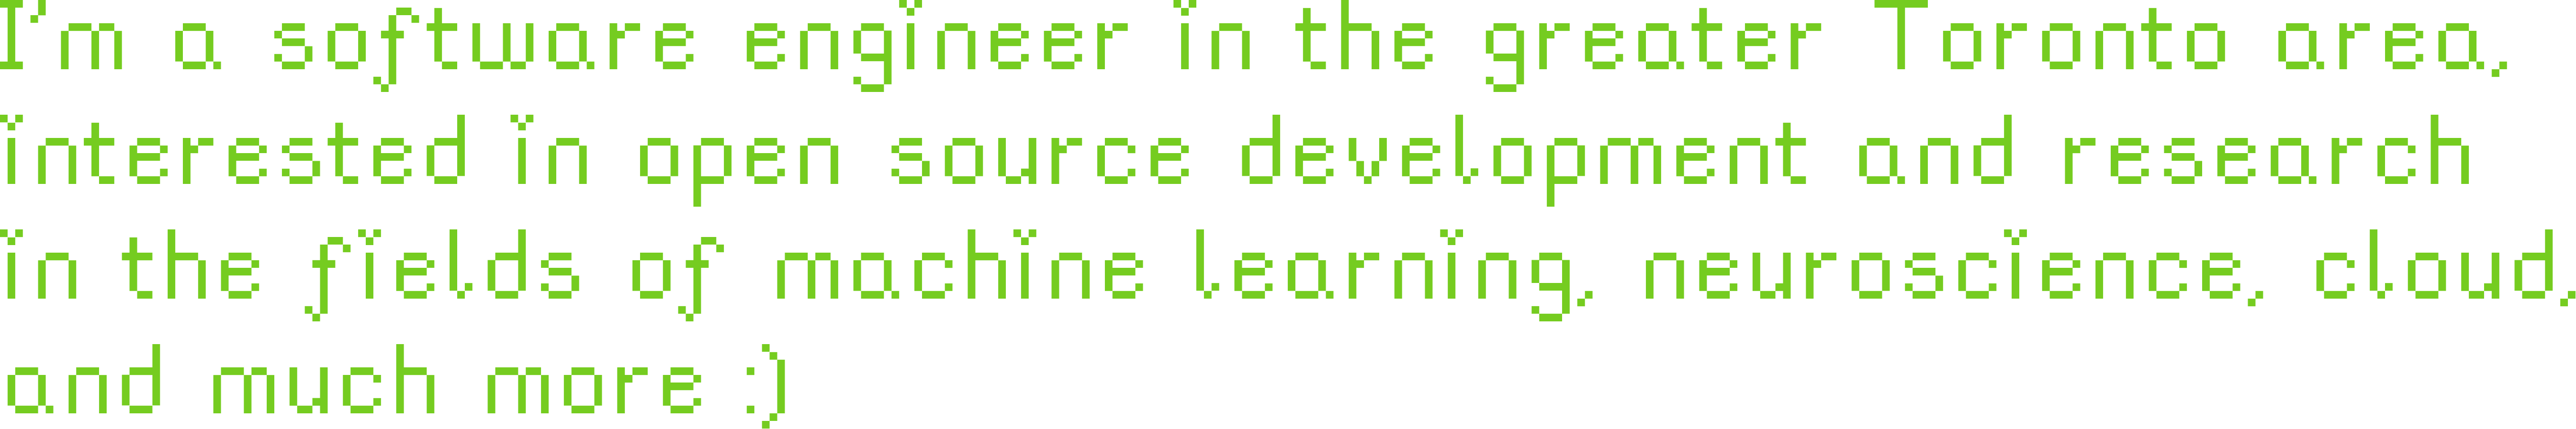 I'm a software engineer in the greater Toronto area,
interested in open source development and research
in the fields of machine learning, neuroscience, cloud,
and much more :)